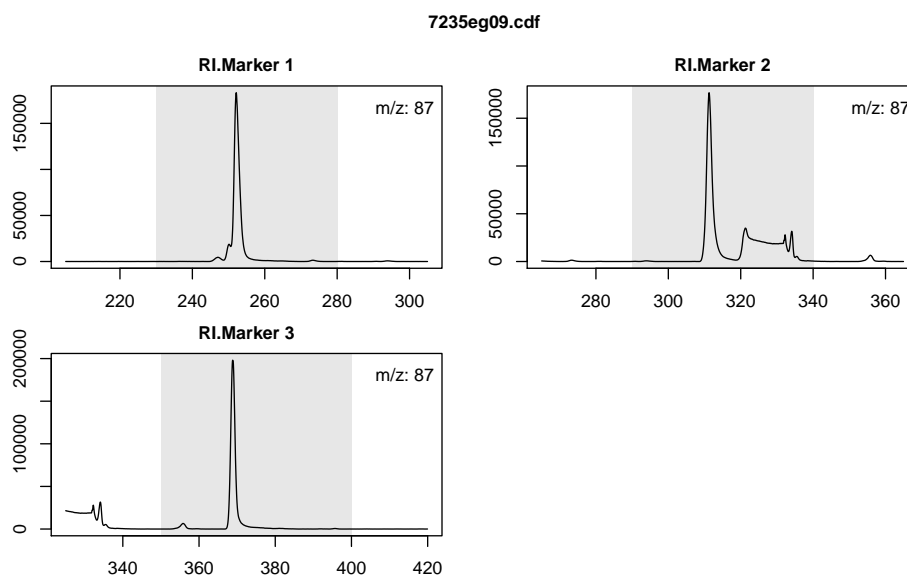 7235eg09.cdf
RI.Marker 1
m/z: 87
0 50000 150000
220 240 260 280 300
RI.Marker 2
m/z: 87
0 50000 150000
280 300 320 340 360
RI.Marker 3
m/z: 87
0 100000 200000
340 360 380 400 420